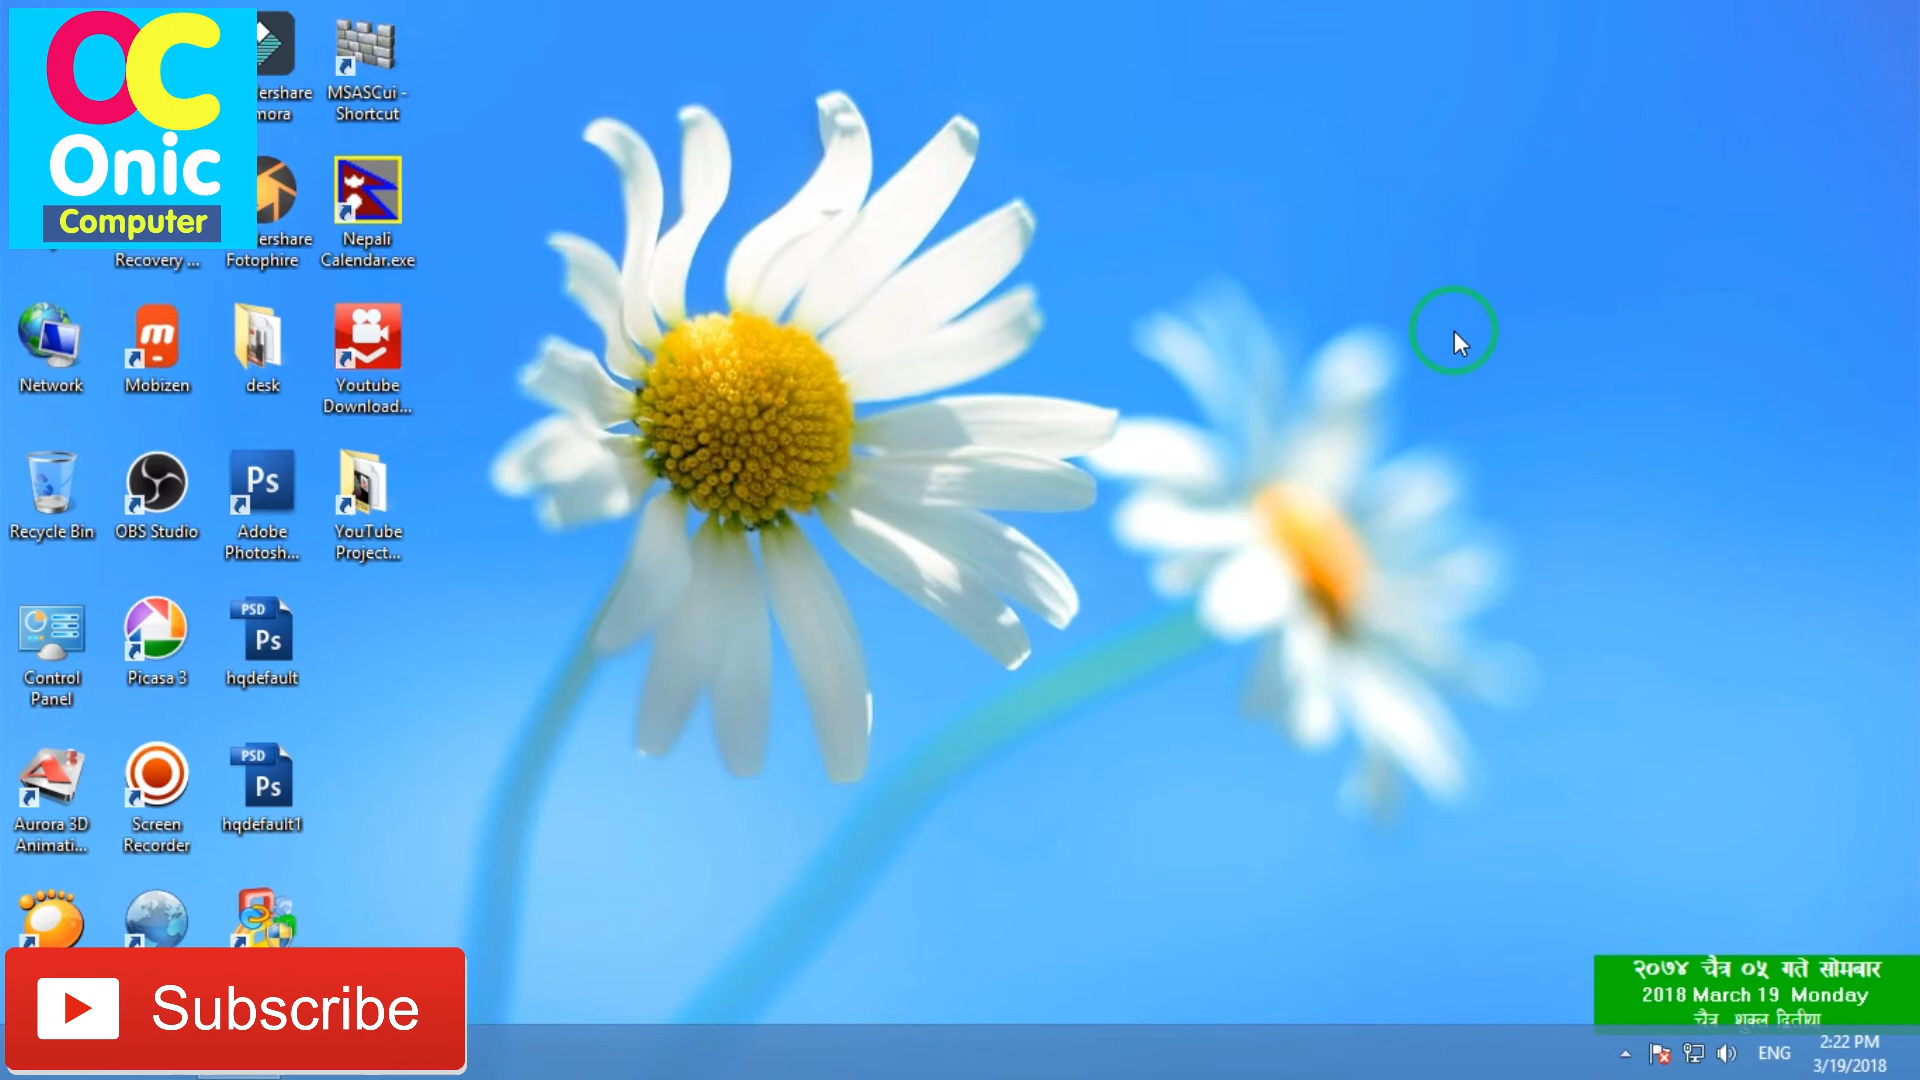 OC
Onic
Computer
ershare
mora
MSASCui -
Shortcut
Recovery ...
ershare
Fotophire
Nepali
Calendar.exe
Network
Mobizen
desk
Youtube
Download...
Recycle Bin
OBS Studio
Ps
Adobe
Photosh...
YouTube
Project...
Control
Panel
Picasa 3
PSD
Ps
hqdefault
Aurora 3D
Animati...
Screen
Recorder
PSD
Ps
hqdefault1
Subscribe
२०७४ चैत्र ०५ गते सोमबार
2018 March 19 Monday
चैत्र शुक्ल द्वितीया
ENG
2:22 PM
3/19/2018